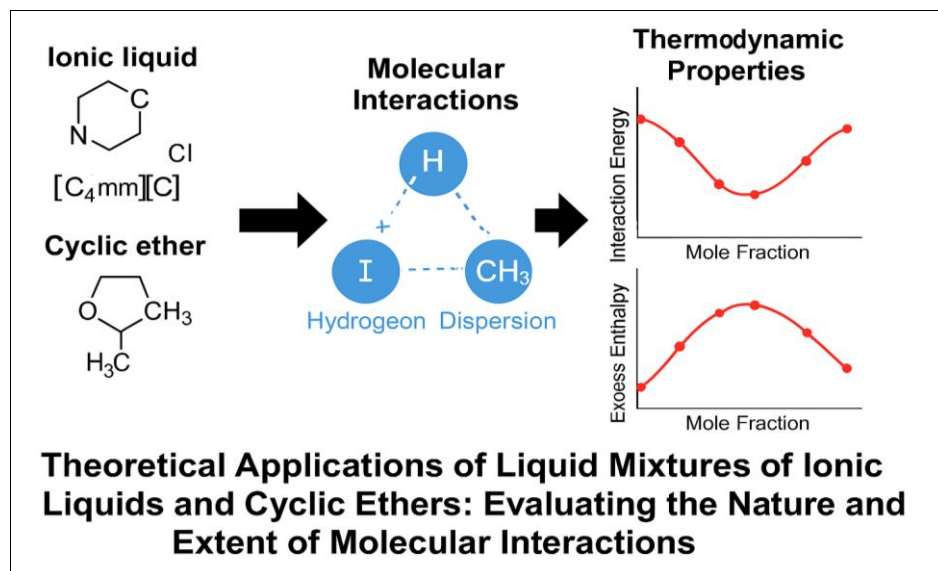 Ionic liquid
C
N
Cl
[C₄mm][C]
Cyclic ether
O
CH₃
H₃C
Molecular
Interactions
H
+
I
CH₃
Hydrogeon Dispersion
Thermodynamic
Properties
Interaction Energy
Mole Fraction
Exoess Enthalpy
Mole Fraction
Theoretical Applications of Liquid Mixtures of Ionic
Liquids and Cyclic Ethers: Evaluating the Nature and
Extent of Molecular Interactions